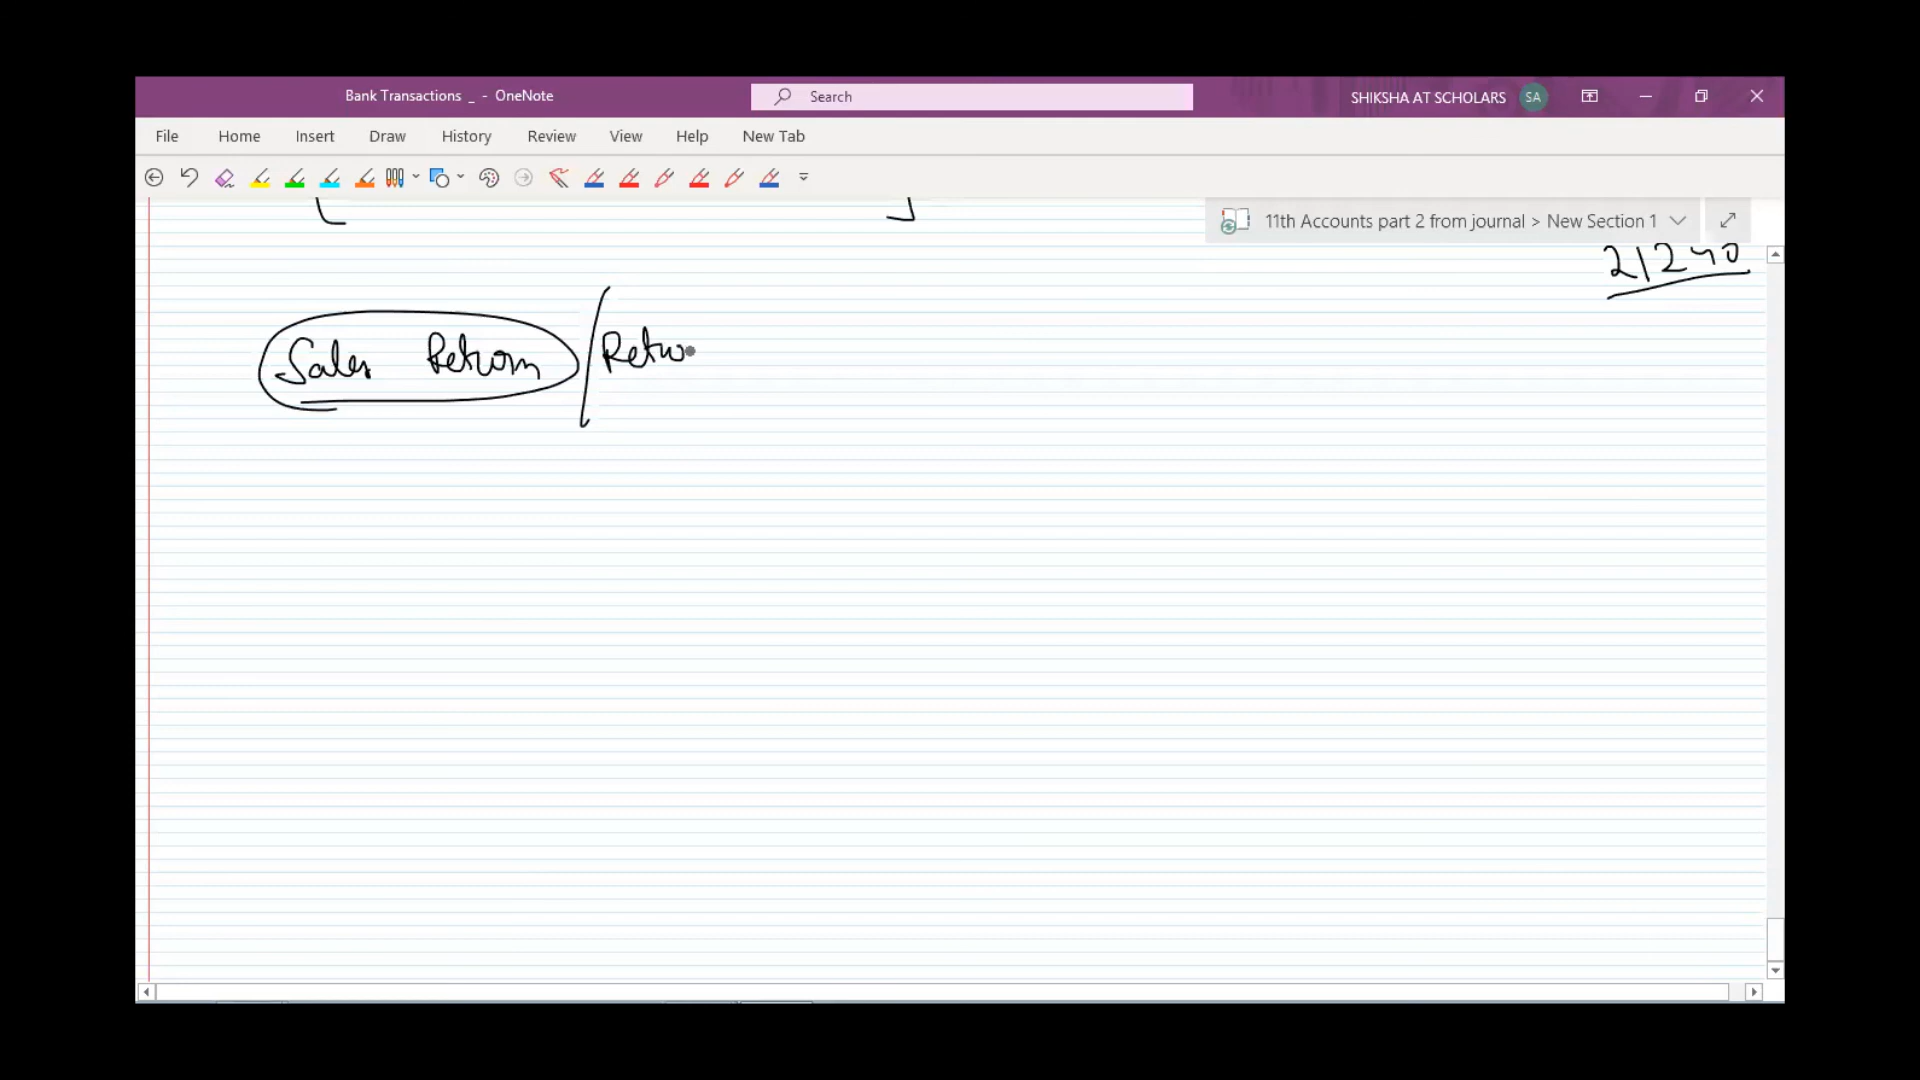 Bank Transactions _ - OneNote
Search
SHIKSHA AT SCHOLARS SA
File Home Insert Draw History Review View Help New Tab
11th Accounts part 2 from journal > New Section 1
21240
Sales Return / Retu